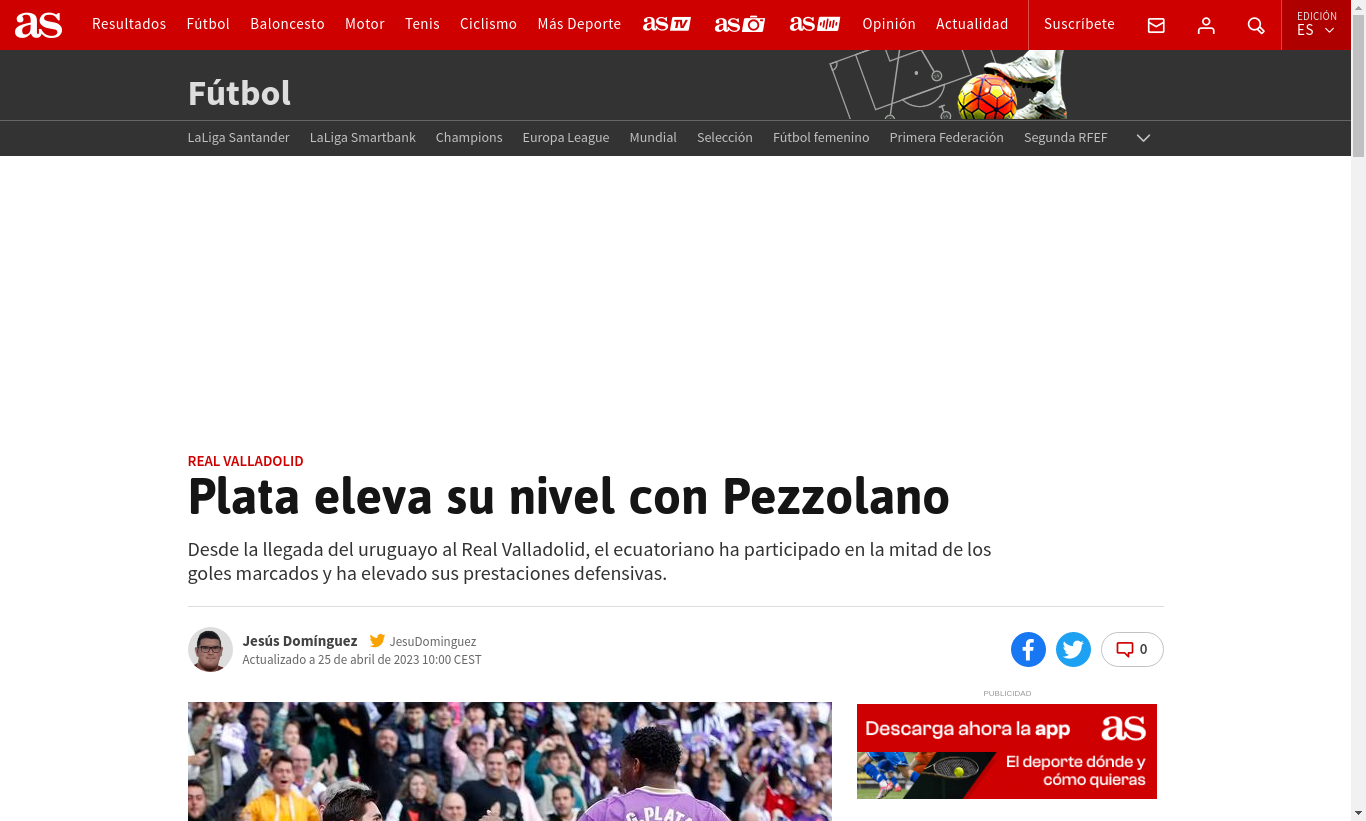 as
Resultados
Fútbol
Baloncesto
Motor
Tenis
Ciclismo
Más Deporte
as TV
as
as
Opinión
Actualidad
Suscríbete
EDICIÓN
ES
Fútbol
LaLiga Santander
LaLiga Smartbank
Champions
Europa League
Mundial
Selección
Fútbol femenino
Primera Federación
Segunda RFEF
REAL VALLADOLID
Plata eleva su nivel con Pezzolano
Desde la llegada del uruguayo al Real Valladolid, el ecuatoriano ha participado en la mitad de los
goles marcados y ha elevado sus prestaciones defensivas.
Jesús Domínguez
JesuDominguez
Actualizado a 25 de abril de 2023 10:00 CEST
0
PUBLICIDAD
Descarga ahora la app
as
El deporte dónde y
cómo quieras
G. PLATA